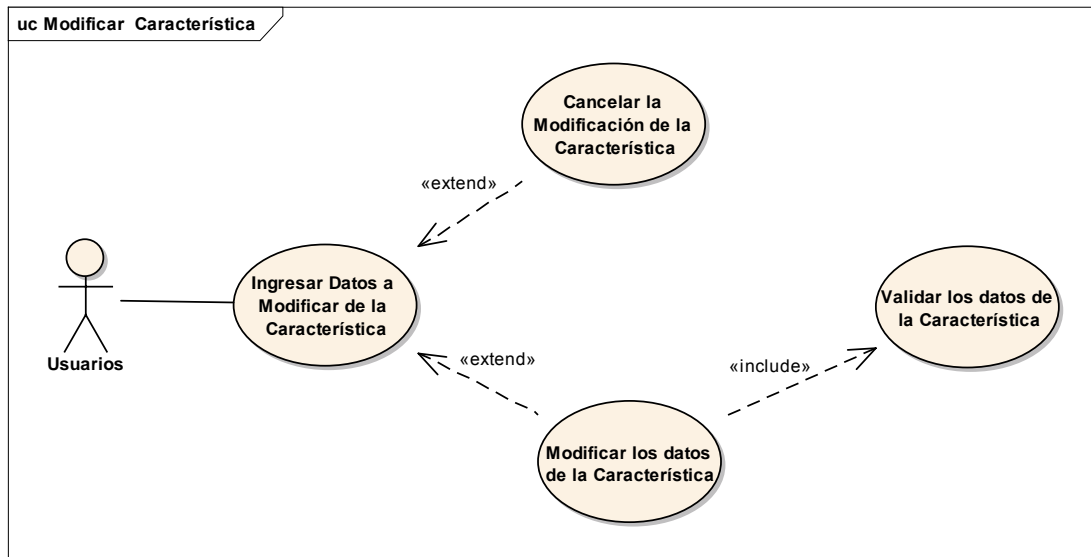 uc Modificar Característica
Cancelar la
Modificación de la
Característica
«extend»
Ingresar Datos a
Modificar de la
Característica
Usuarios
«extend»
Validar los datos de
la Característica
«include»
Modificar los datos
de la Característica